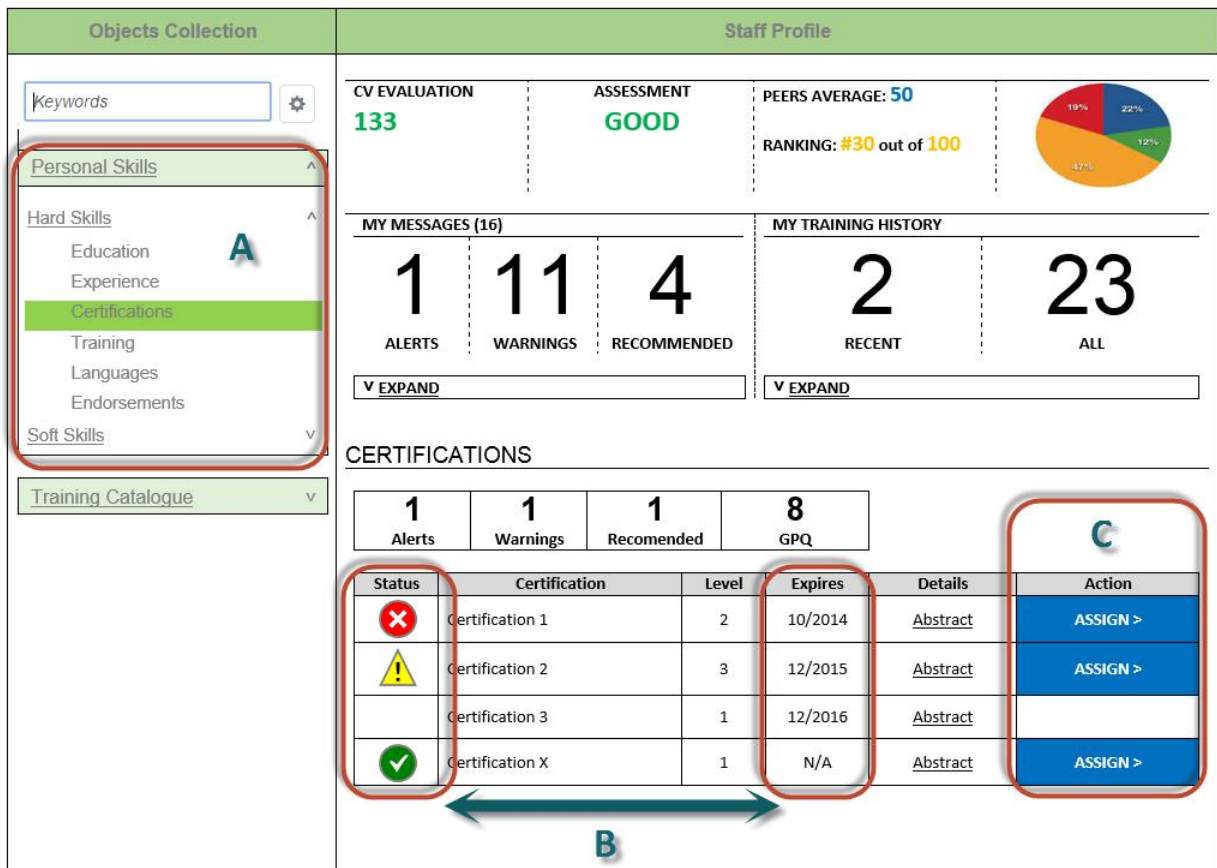 Objects Collection
Staff Profile
Keywords
Personal Skills ^
Hard Skills ^
Education
Experience
Certifications
Training
Languages
Endorsements
Soft Skills v
Training Catalogue v
A
CV EVALUATION
133
ASSESSMENT
GOOD
PEERS AVERAGE: 50
RANKING: #30 out of 100
19% 22%
12%
47%
MY MESSAGES (16)
1 11 4
ALERTS WARNINGS RECOMMENDED
V EXPAND
MY TRAINING HISTORY
2 23
RECENT ALL
V EXPAND
CERTIFICATIONS
1 1 1 8
Alerts Warnings Recomended GPQ
C
Status Certification Level Expires Details Action
Certification 1 2 10/2014 Abstract ASSIGN >
Certification 2 3 12/2015 Abstract ASSIGN >
Certification 3 1 12/2016 Abstract
Certification X 1 N/A Abstract ASSIGN >
B